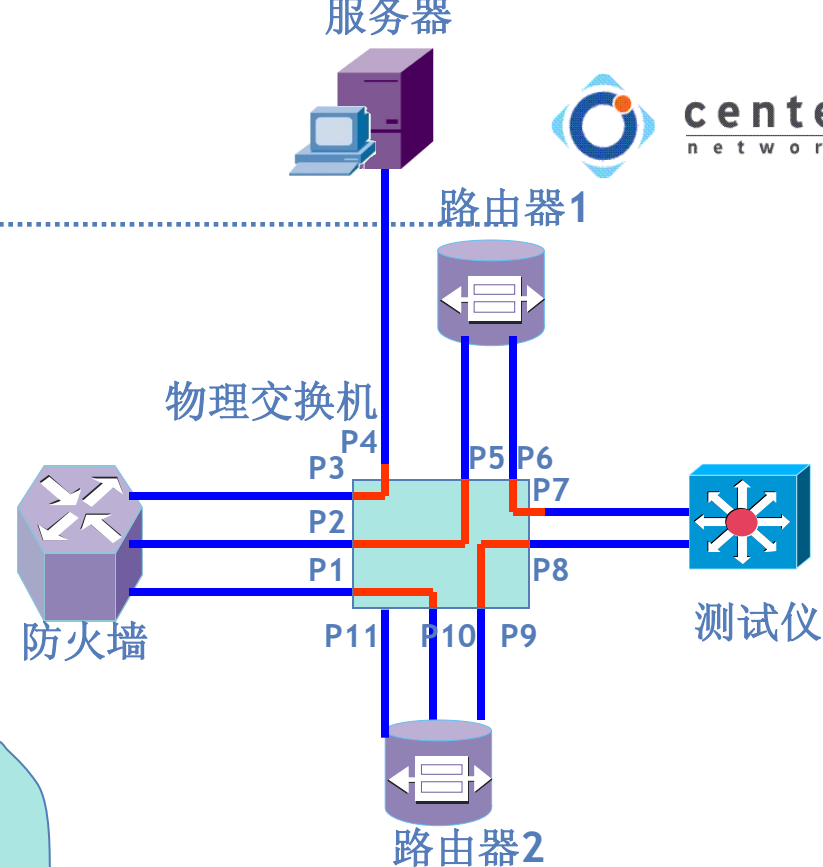 服务器
cente
networ
路由器1
物理交换机
P4
P3
P5
P6
P7
P2
P1
P8
P11
P10
P9
防火墙
测试仪
路由器2